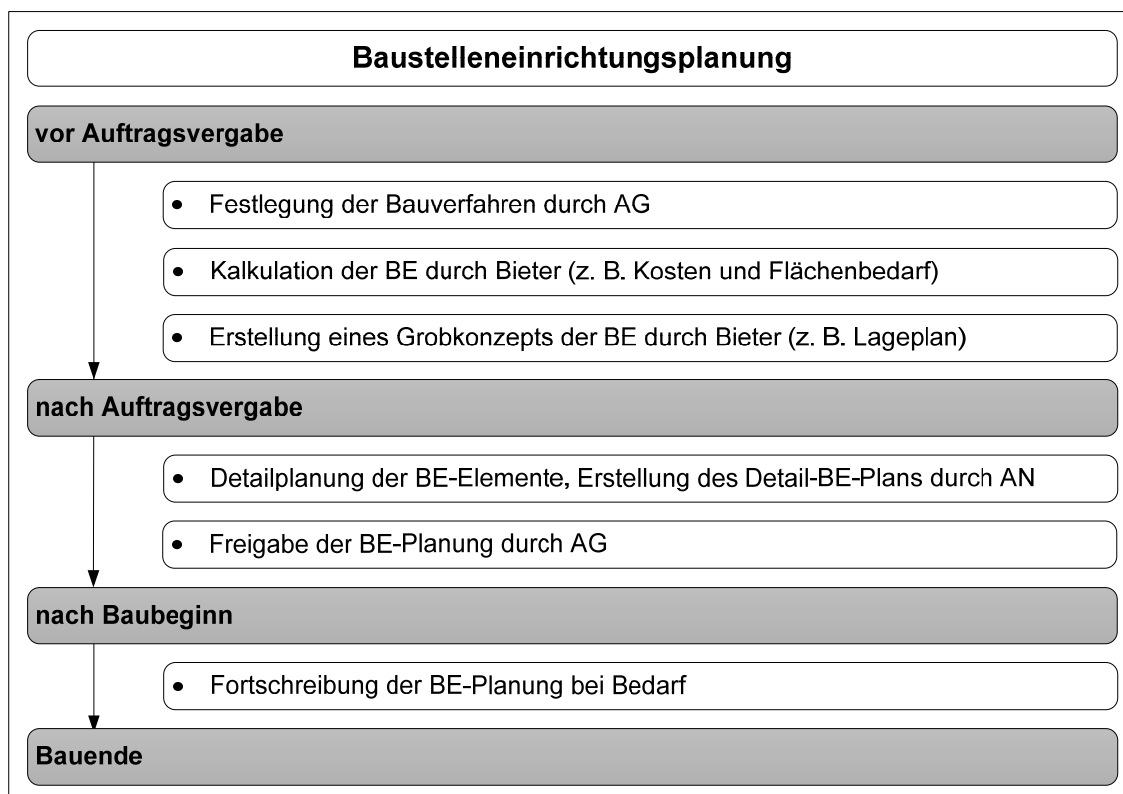 Baustelleneinrichtungsplanung
vor Auftragsvergabe
• Festlegung der Bauverfahren durch AG
• Kalkulation der BE durch Bieter (z. B. Kosten und Flächenbedarf)
• Erstellung eines Grobkonzepts der BE durch Bieter (z. B. Lageplan)
nach Auftragsvergabe
• Detailplanung der BE-Elemente, Erstellung des Detail-BE-Plans durch AN
• Freigabe der BE-Planung durch AG
nach Baubeginn
• Fortschreibung der BE-Planung bei Bedarf
Bauende